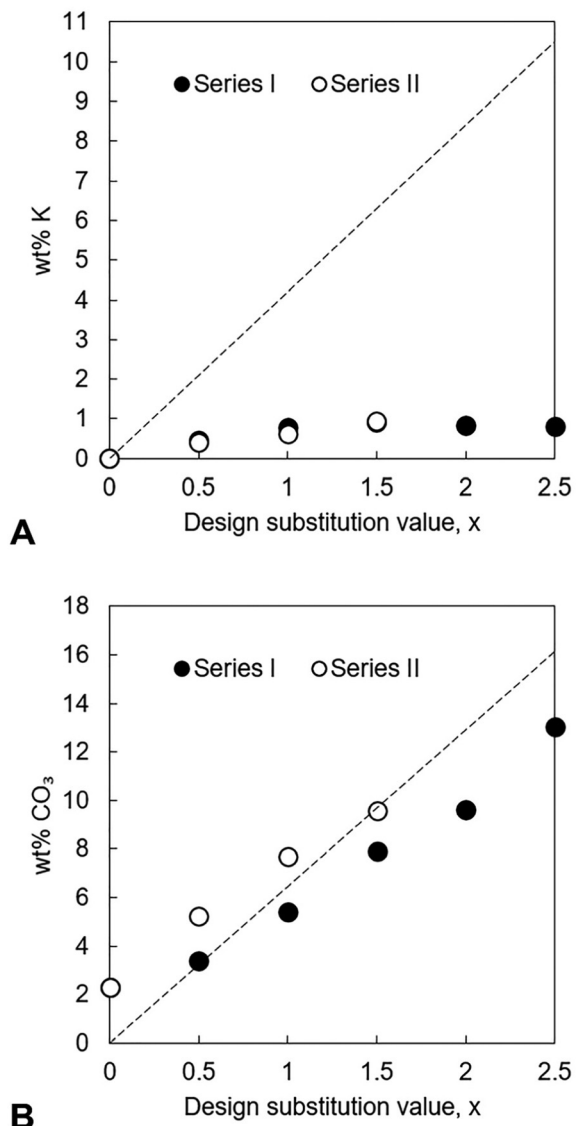 11
10
9
8
7
6
5
4
3
2
1
0
wt% K
Series I Series II
0 0.5 1 1.5 2 2.5
Design substitution value, x
A
18
16
14
12
10
8
6
4
2
0
wt% CO₃
Series I Series II
0 0.5 1 1.5 2 2.5
Design substitution value, x
B